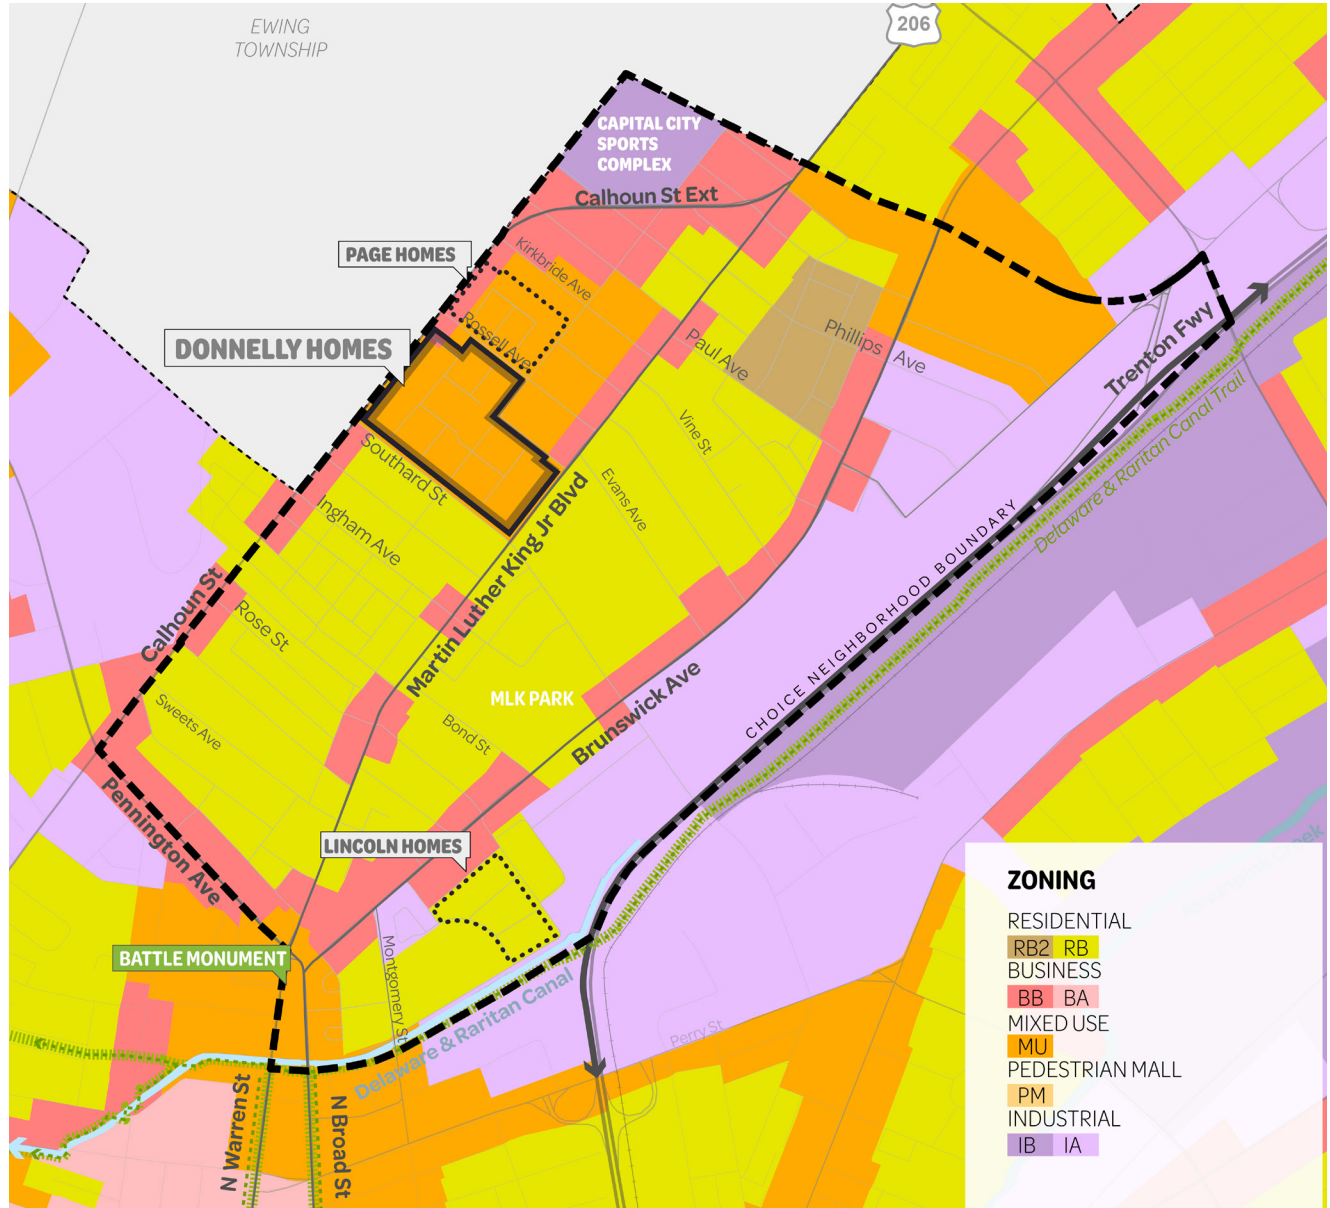 EWING
TOWNSHIP
206
CAPITAL CITY
SPORTS
COMPLEX
Calhoun St Ext
PAGE HOMES
Kirkbride Ave
Rossell Ave
DONNELLY HOMES
Paul Ave
Phillips Ave
Trenton Fwy
Delaware & Raritan Canal Trail
Vine St
Southard St
Evans Ave
Ingham Ave
CHOICE NEIGHBORHOOD BOUNDARY
Martin Luther King Jr Blvd
Calhoun St
Rose St
MLK PARK
Brunswick Ave
Sweets Ave
Bond St
Pennington Ave
LINCOLN HOMES
BATTLE MONUMENT
Montgomery St
Delaware & Raritan Canal
Perry St
N Warren St
N Broad St
Creek
ZONING
RESIDENTIAL
RB2 RB
BUSINESS
BB BA
MIXED USE
MU
PEDESTRIAN MALL
PM
INDUSTRIAL
IB IA